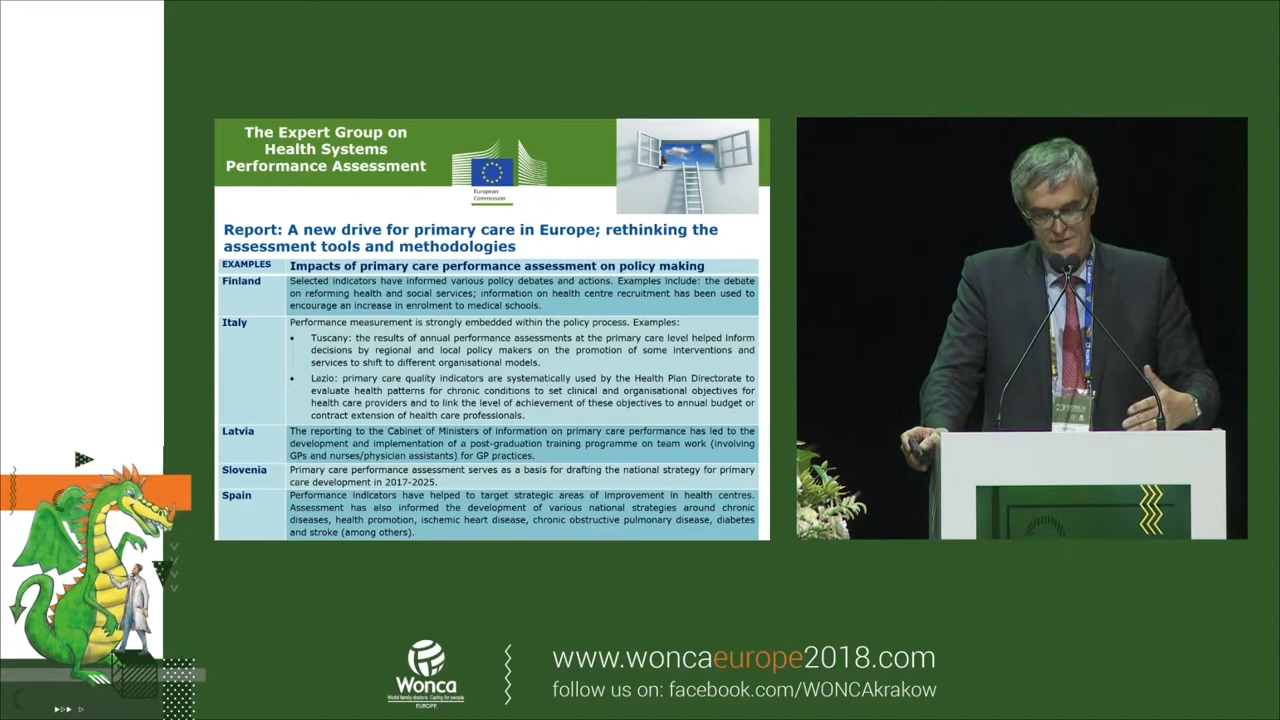 The Expert Group on
Health Systems
Performance Assessment
European
Commission
Report: A new drive for primary care in Europe; rethinking the
assessment tools and methodologies
EXAMPLES Impacts of primary care performance assessment on policy making
Finland Selected indicators have informed various policy debates and actions. Examples include: the debate
on reforming health and social services; information on health centre recruitment has been used to
encourage an increase in enrolment to medical schools.
Italy Performance measurement is strongly embedded within the policy process. Examples:
• Tuscany: the results of annual performance assessments at the primary care level helped inform
decisions by regional and local policy makers on the promotion of some interventions and
services to shift to different organisational models.
• Lazio: primary care quality indicators are systematically used by the Health Plan Directorate to
evaluate health patterns for chronic conditions to set clinical and organisational objectives for
health care providers and to link the level of achievement of these objectives to annual budget or
contract extension of health care professionals.
Latvia The reporting to the Cabinet of Ministers of information on primary care performance has led to the
development and implementation of a post-graduation training programme on team work (involving
GPs and nurses/physician assistants) for GP practices.
Slovenia Primary care performance assessment serves as a basis for drafting the national strategy for primary
care development in 2017-2025.
Spain Performance indicators have helped to target strategic areas of improvement in health centres.
Assessment has also informed the development of various national strategies around chronic
diseases, health promotion, ischemic heart disease, chronic obstructive pulmonary disease, diabetes
and stroke (among others).
Wonca
World family doctors. Caring for people.
EUROPE
www.woncaeurope2018.com
follow us on: facebook.com/WONCAkrakow